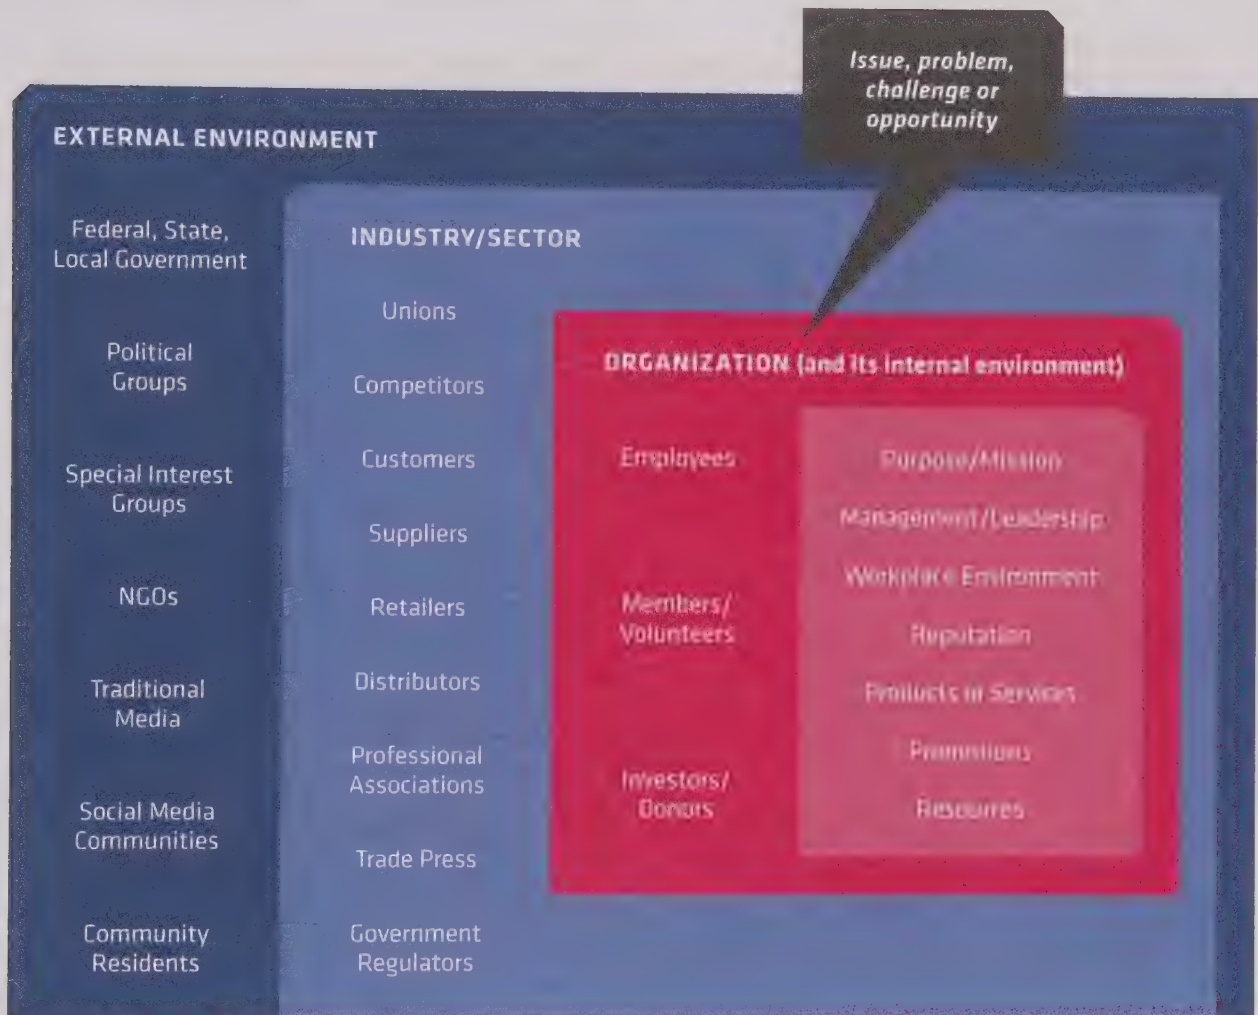 Issue, problem,
challenge or
opportunity
EXTERNAL ENVIRONMENT
Federal, State,
Local Government
Political
Groups
Special Interest
Groups
NGOs
Traditional
Media
Social Media
Communities
Community
Residents
INDUSTRY/SECTOR
Unions
Competitors
Customers
Suppliers
Retailers
Distributors
Professional
Associations
Trade Press
Government
Regulators
ORGANIZATION (and its internal environment)
Employees
Members/
Volunteers
Investors/
Donors
Purpose/Mission
Management/Leadership
Workplace Environment
Reputation
Products or Services
Promotions
Resources